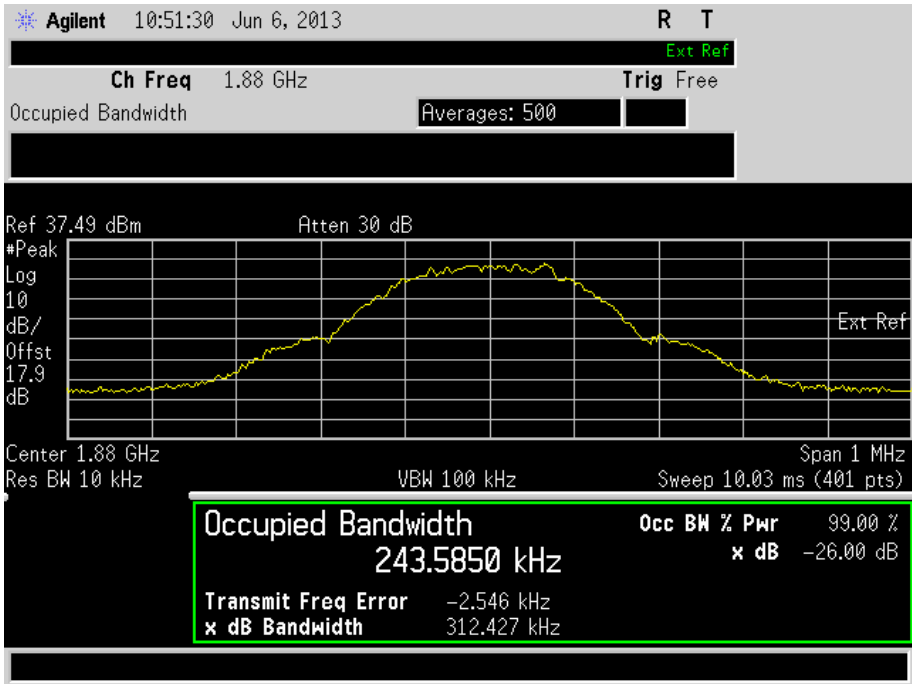 Agilent 10:51:30 Jun 6, 2013 R T
Ext Ref
Ch Freq 1.88 GHz Trig Free
Occupied Bandwidth Averages: 500
Ref 37.49 dBm Atten 30 dB
#Peak
Log
10
dB/
Offst
17.9
dB
Ext Ref
Center 1.88 GHz Span 1 MHz
Res BW 10 kHz VBW 100 kHz Sweep 10.03 ms (401 pts)
Occupied Bandwidth Occ BW % Pwr 99.00 %
243.5850 kHz x dB -26.00 dB
Transmit Freq Error -2.546 kHz
x dB Bandwidth 312.427 kHz